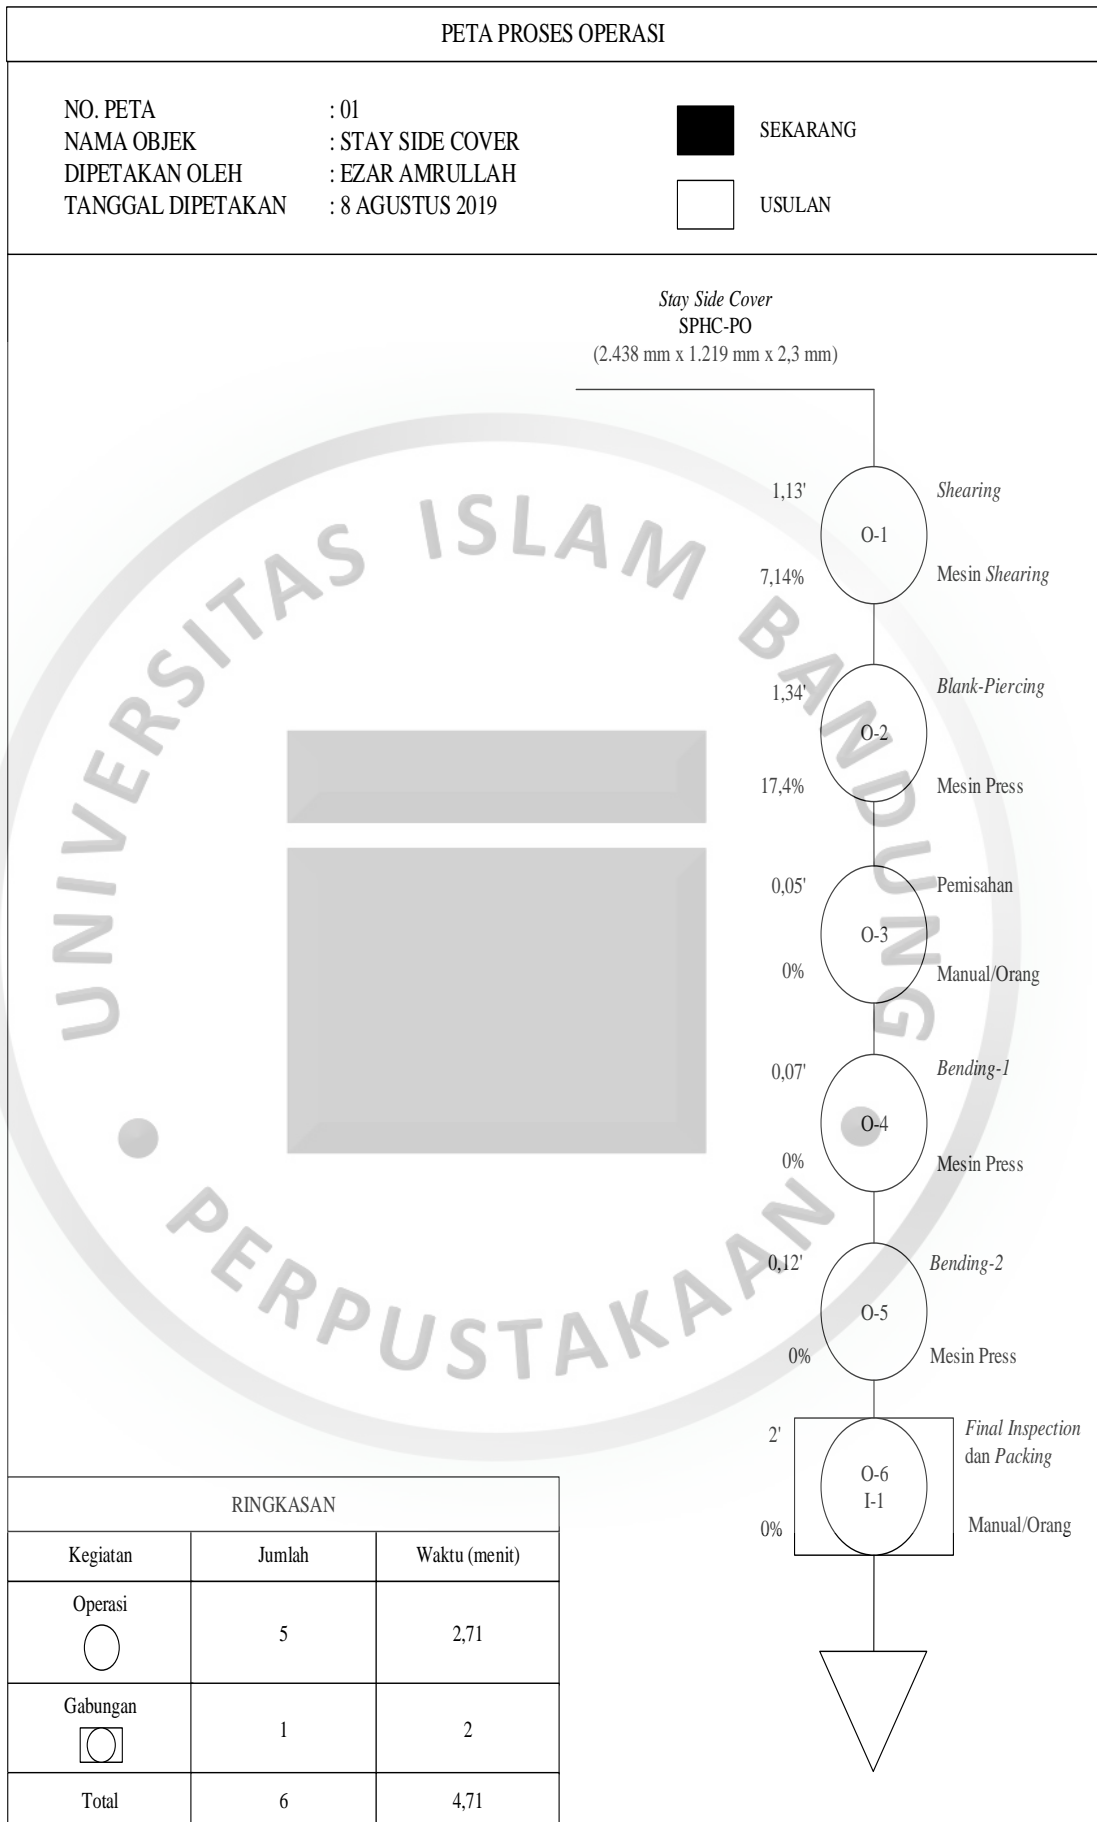 PETA PROSES OPERASI
NO. PETA : 01
NAMA OBJEK : STAY SIDE COVER
DIPETAKAN OLEH : EZAR AMRULLAH
TANGGAL DIPETAKAN : 8 AGUSTUS 2019
SEKARANG
USULAN
Stay Side Cover
SPHC-PO
(2.438 mm x 1.219 mm x 2,3 mm)
1,13'
Shearing
O-1
7,14%
Mesin Shearing
1,34'
Blank-Piercing
O-2
17,4%
Mesin Press
0,05'
Pemisahan
O-3
0%
Manual/Orang
0,07'
Bending-1
O-4
0%
Mesin Press
0,12'
Bending-2
O-5
0%
Mesin Press
2'
Final Inspection
dan Packing
O-6
I-1
0%
Manual/Orang
RINGKASAN
Kegiatan Jumlah Waktu (menit)
Operasi 5 2,71
Gabungan 1 2
Total 6 4,71
UNIVERSITAS ISLAM BANDUNG
PERPUSTAKAAN